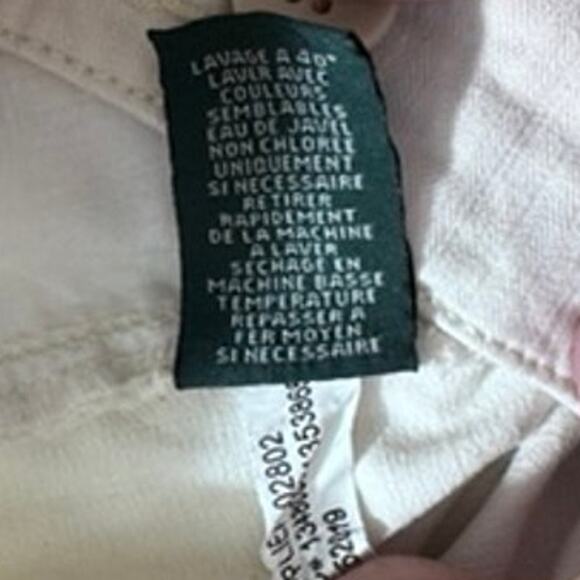 LAVAGE A 40°
LAVER AVEC
COULEURS
SEMBLABLES
EAU DE JAVEL
NON CHLOREE
UNIQUEMENT
SI NECESSAIRE
RETIRER
RAPIDEMENT
DE LA MACHINE
A LAVER
SECHAGE EN
MACHINE BASSE
TEMPERATURE
REPASSER A
FER MOYEN
SI NECESSAIRE